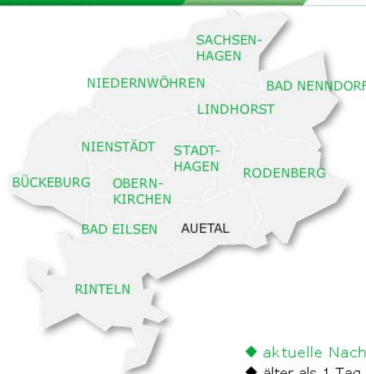 SACHSEN-
HAGEN
NIEDERNWÖHREN
BAD NENNDORF
LINDHORST
NIENSTÄDT
STADT-
HAGEN
RODENBERG
BÜCKEBURG
OBERN-
KIRCHEN
BAD EILSEN
AUETAL
RINTELN
◆ aktuelle Nach
◆ älter als 1 Tag